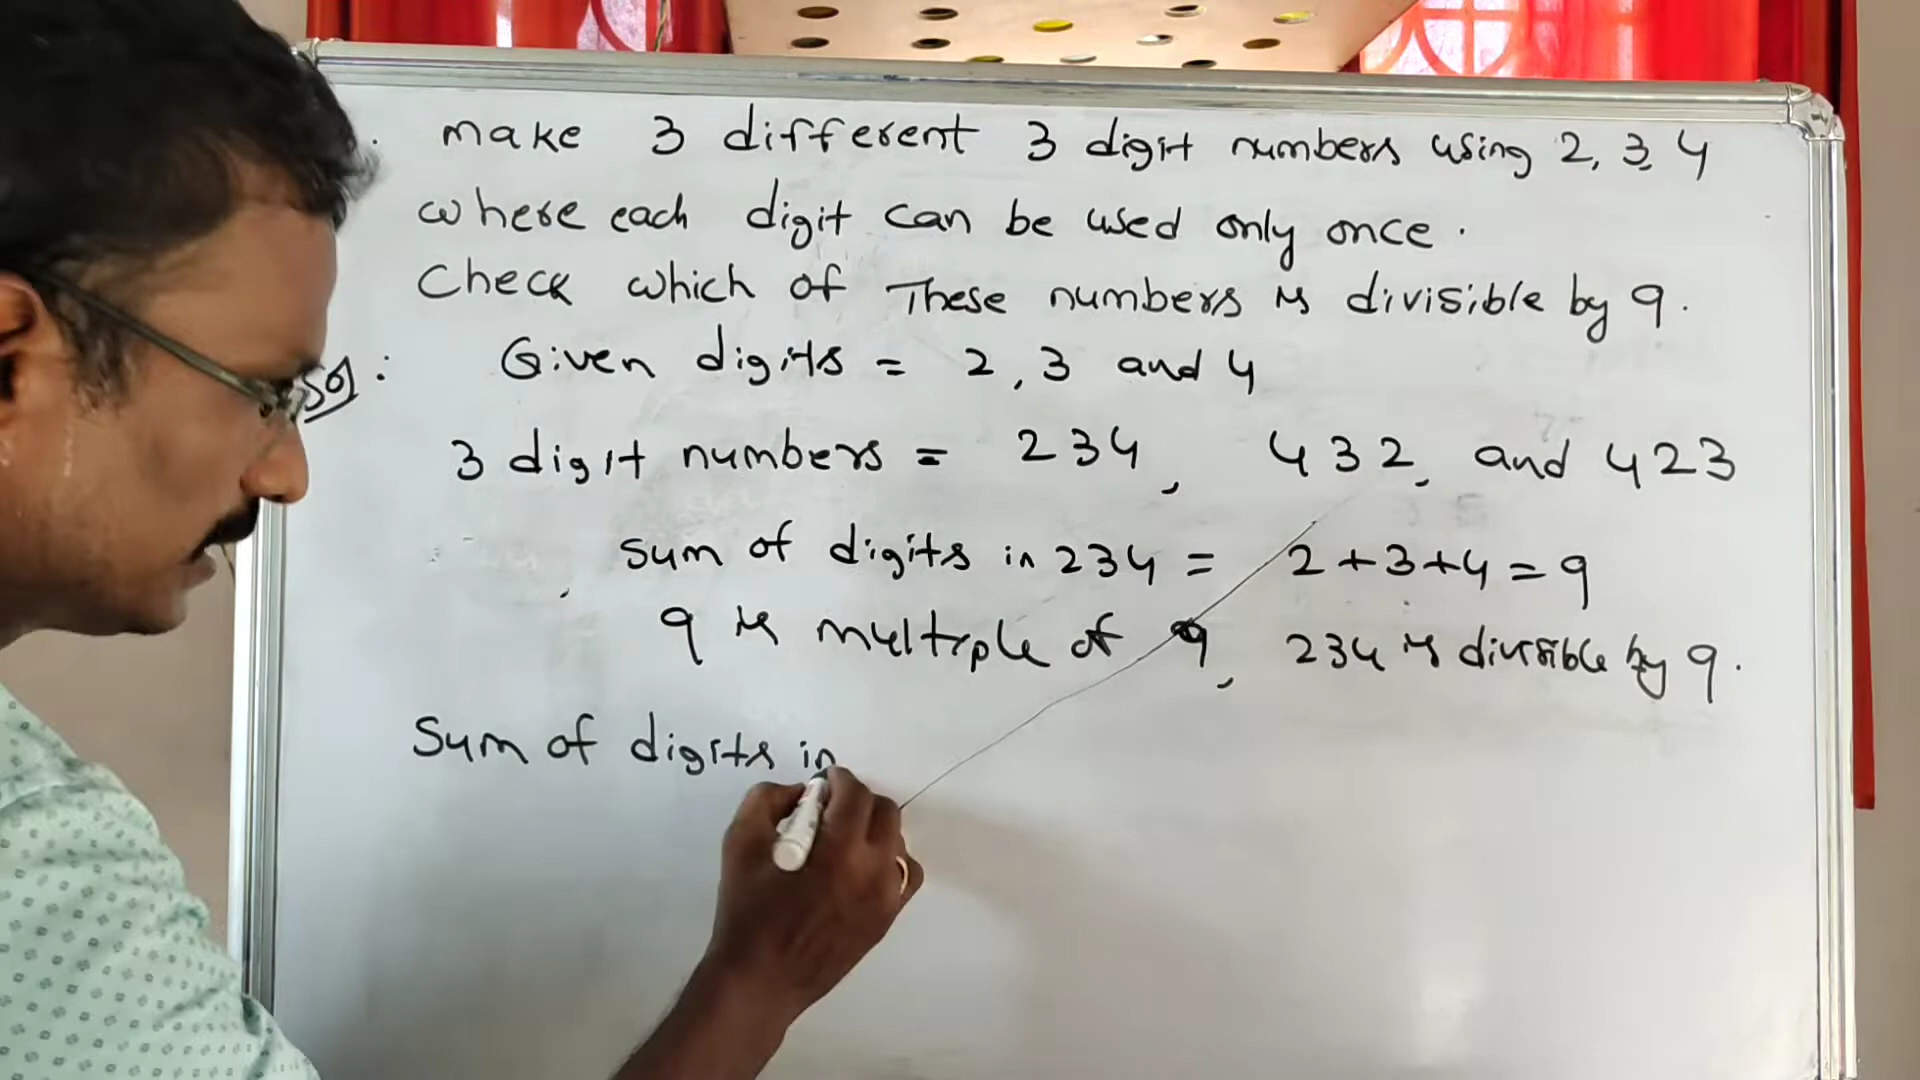 make 3 different 3 digit numbers using 2, 3, 4
where each digit can be used only once.
Check which of These numbers is divisible by 9.
Sol: Given digits = 2, 3 and 4
3 digit numbers = 234, 432, and 423
sum of digits in 234 = 2+3+4=9
9 is multiple of 9, 234 is divisible by 9.
Sum of digits in